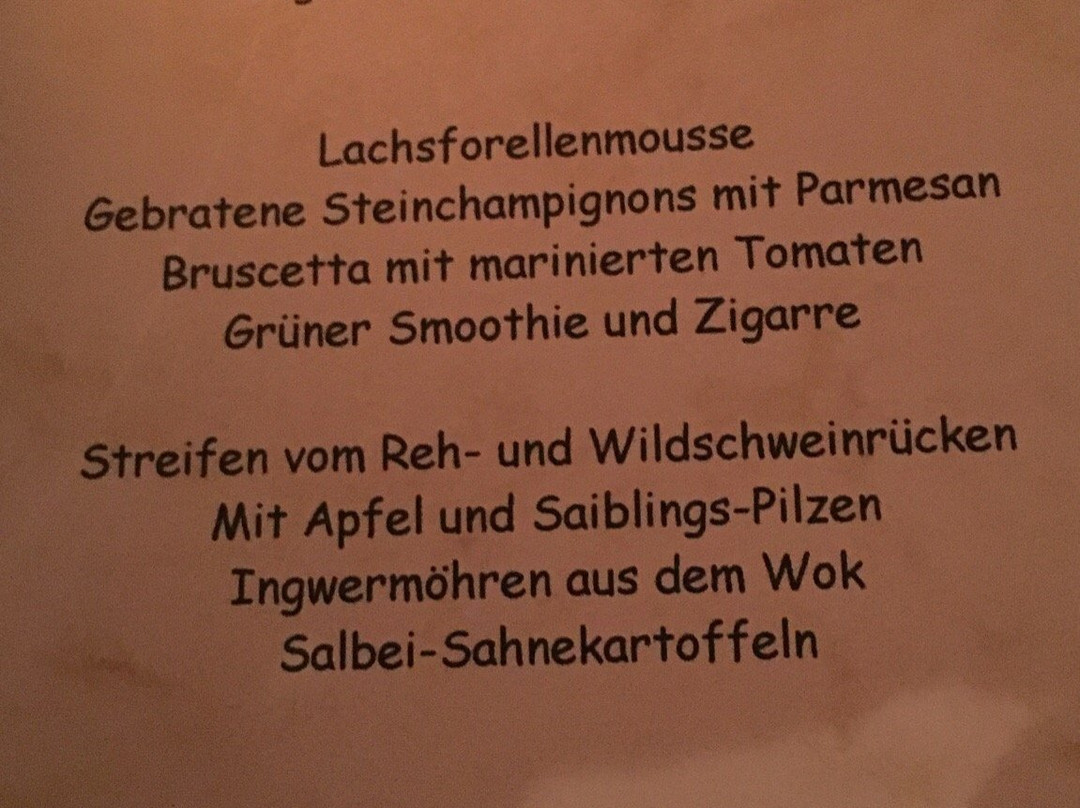 Lachsforellenmousse
Gebratene Steinchampignons mit Parmesan
Bruscetta mit marinierten Tomaten
Grüner Smoothie und Zigarre
Streifen vom Reh- und Wildschweinrücken
Mit Apfel und Saiblings-Pilzen
Ingwermöhren aus dem Wok
Salbei-Sahnekartoffeln